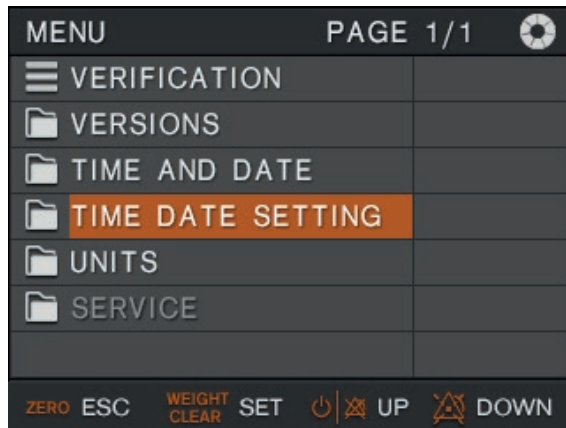 MENU PAGE 1/1
VERIFICATION
VERSIONS
TIME AND DATE
TIME DATE SETTING
UNITS
SERVICE
ZERO ESC WEIGHT CLEAR SET UP DOWN